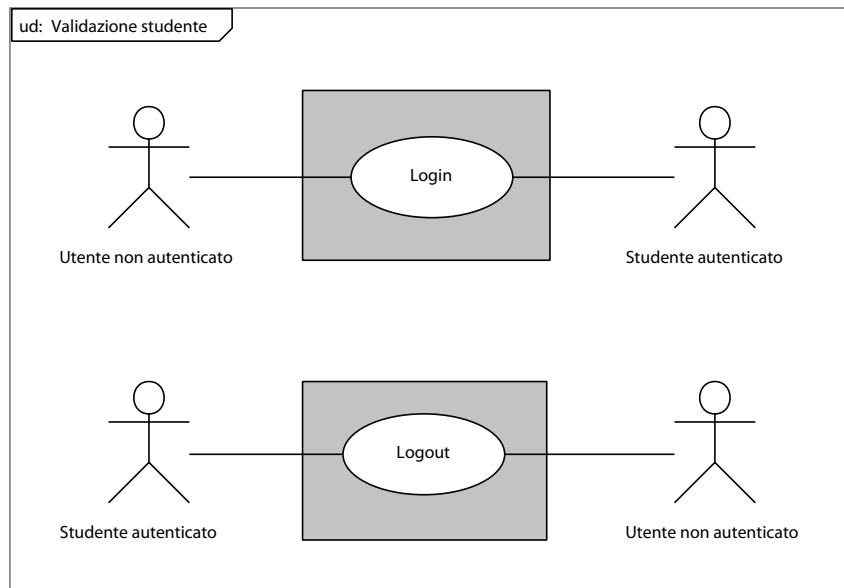 ud: Validazione studente
Login
Utente non autenticato
Studente autenticato
Logout
Studente autenticato
Utente non autenticato